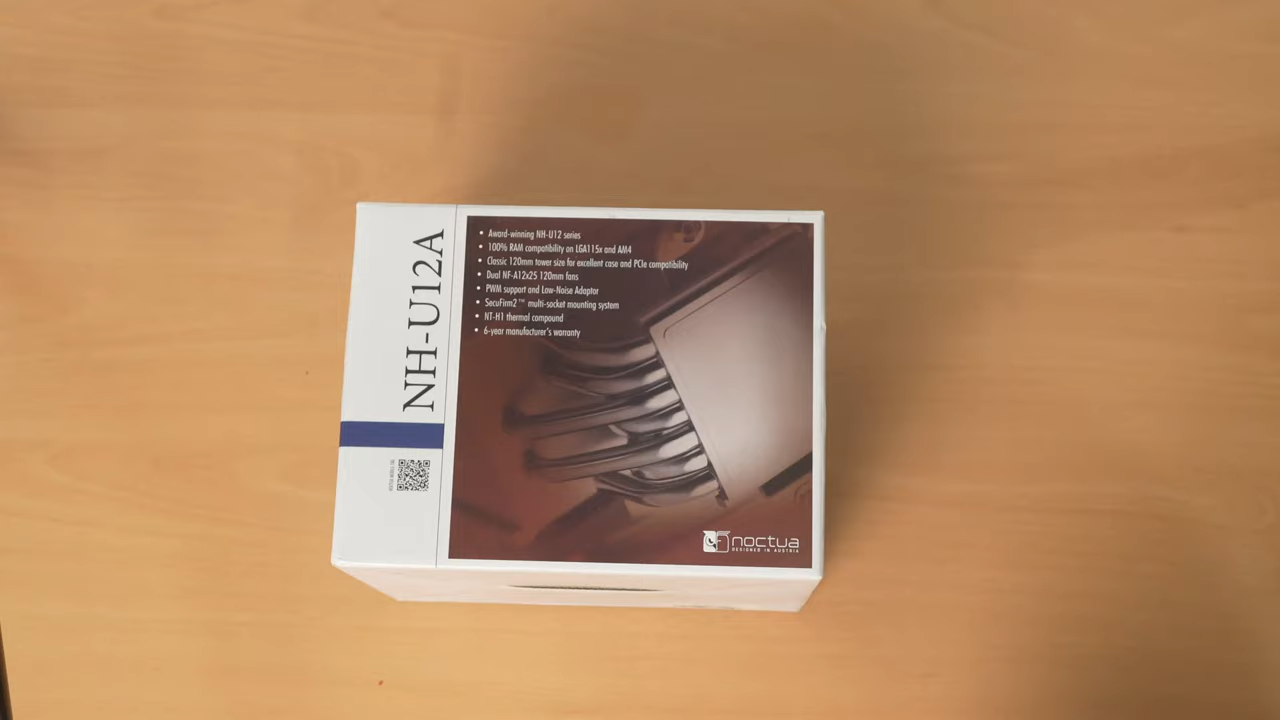 NH-U12A
• Award-winning NH-U12 series
• 100% RAM compatibility on LGA115x and AM4
• Classic 120mm tower size for excellent case and PCIe compatibility
• Dual NF-A12x25 120mm fans
• PWM support and Low-Noise Adaptor
• SecuFirm2™ multi-socket mounting system
• NT-H1 thermal compound
• 6-year manufacturer's warranty
noctua
DESIGNED IN AUSTRIA